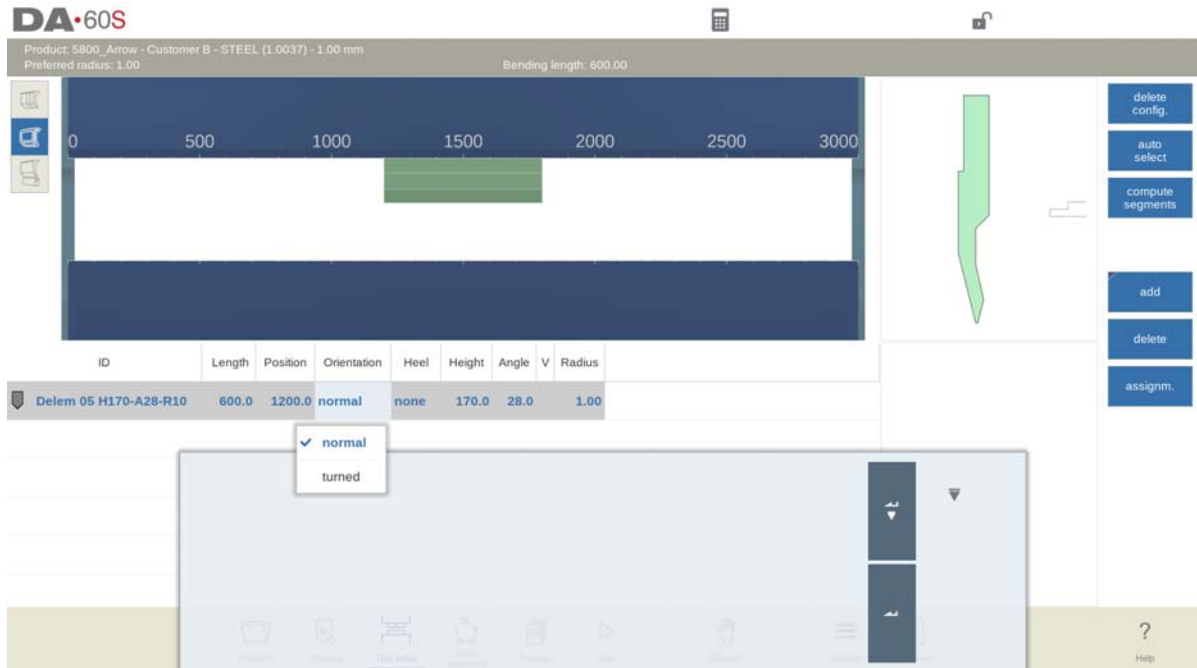 DA•60S
Product: 5800_Arrow - Customer B - STEEL (1.0037) - 1.00 mm
Preferred radius: 1.00 Bending length: 600.00
0 500 1000 1500 2000 2500 3000
delete config.
auto select
compute segments
add
delete
assignm.
ID Length Position Orientation Heel Height Angle V Radius
Delem 05 H170-A28-R10 600.0 1200.0 normal none 170.0 28.0 1.00
normal
turned
Help